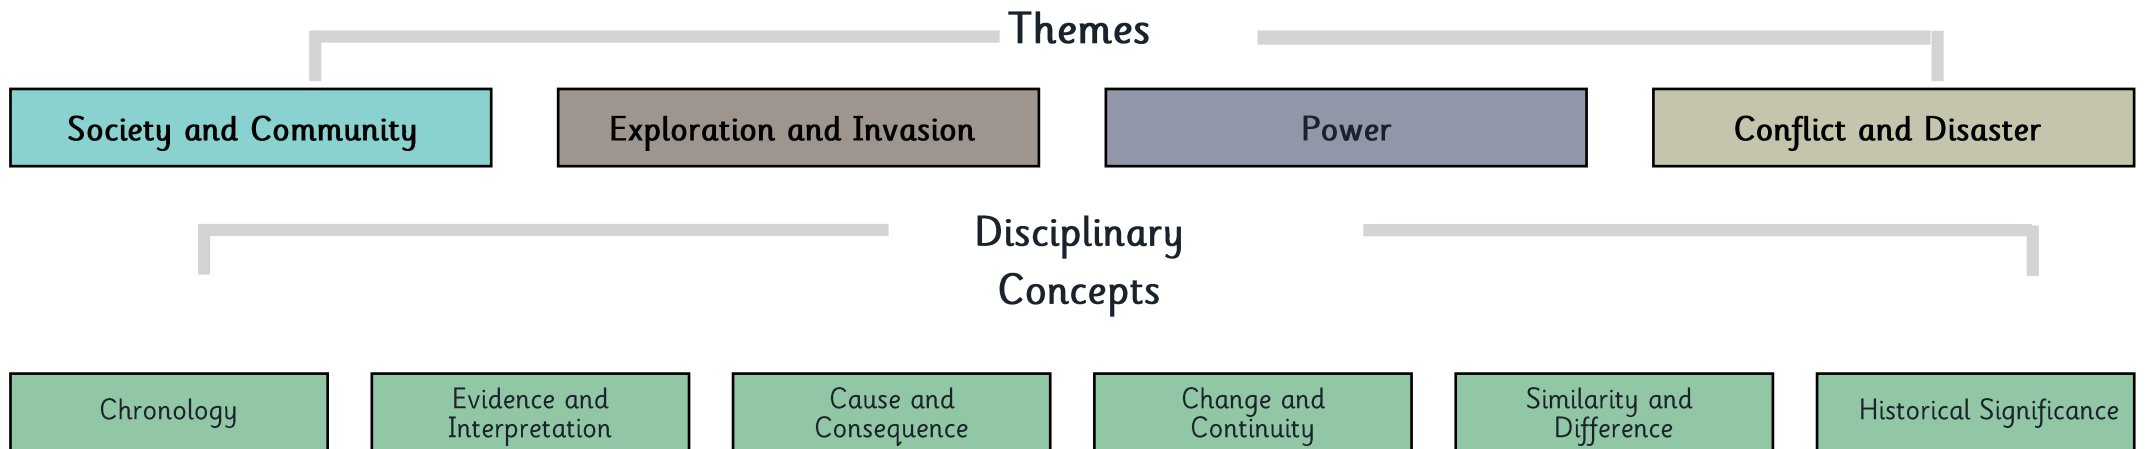 Themes
Society and Community
Exploration and Invasion
Power
Conflict and Disaster
Disciplinary
Concepts
Chronology
Evidence and
Interpretation
Cause and
Consequence
Change and
Continuity
Similarity and
Difference
Historical Significance